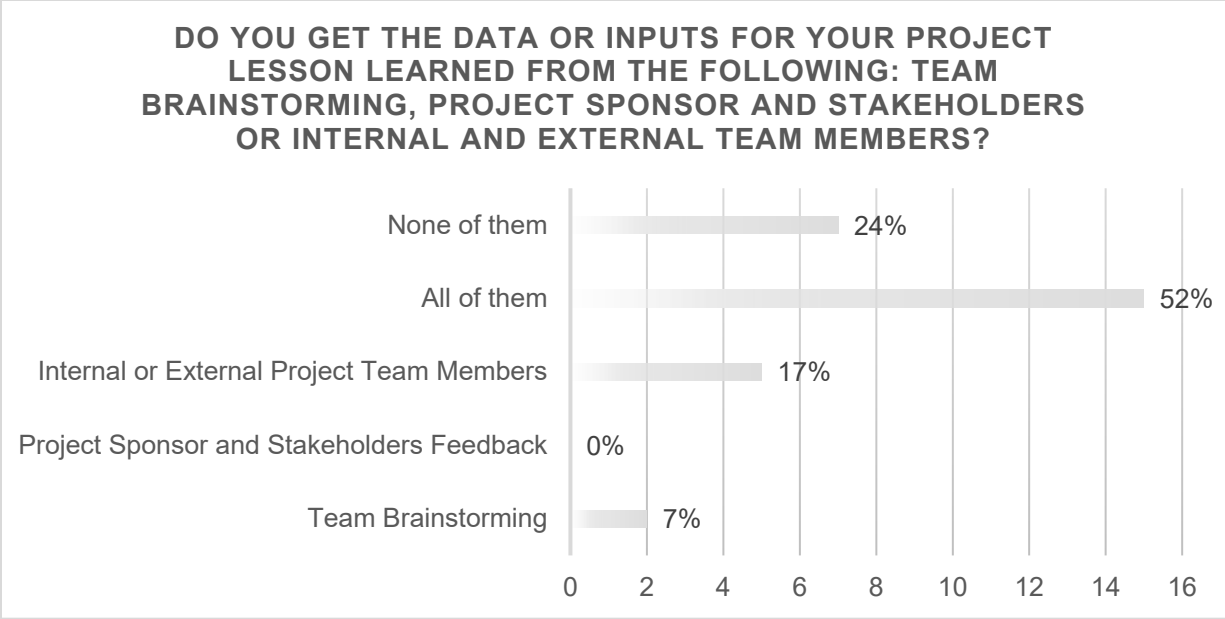 DO YOU GET THE DATA OR INPUTS FOR YOUR PROJECT
LESSON LEARNED FROM THE FOLLOWING: TEAM
BRAINSTORMING, PROJECT SPONSOR AND STAKEHOLDERS
OR INTERNAL AND EXTERNAL TEAM MEMBERS?
None of them 24%
All of them 52%
Internal or External Project Team Members 17%
Project Sponsor and Stakeholders Feedback 0%
Team Brainstorming 7%
0 2 4 6 8 10 12 14 16